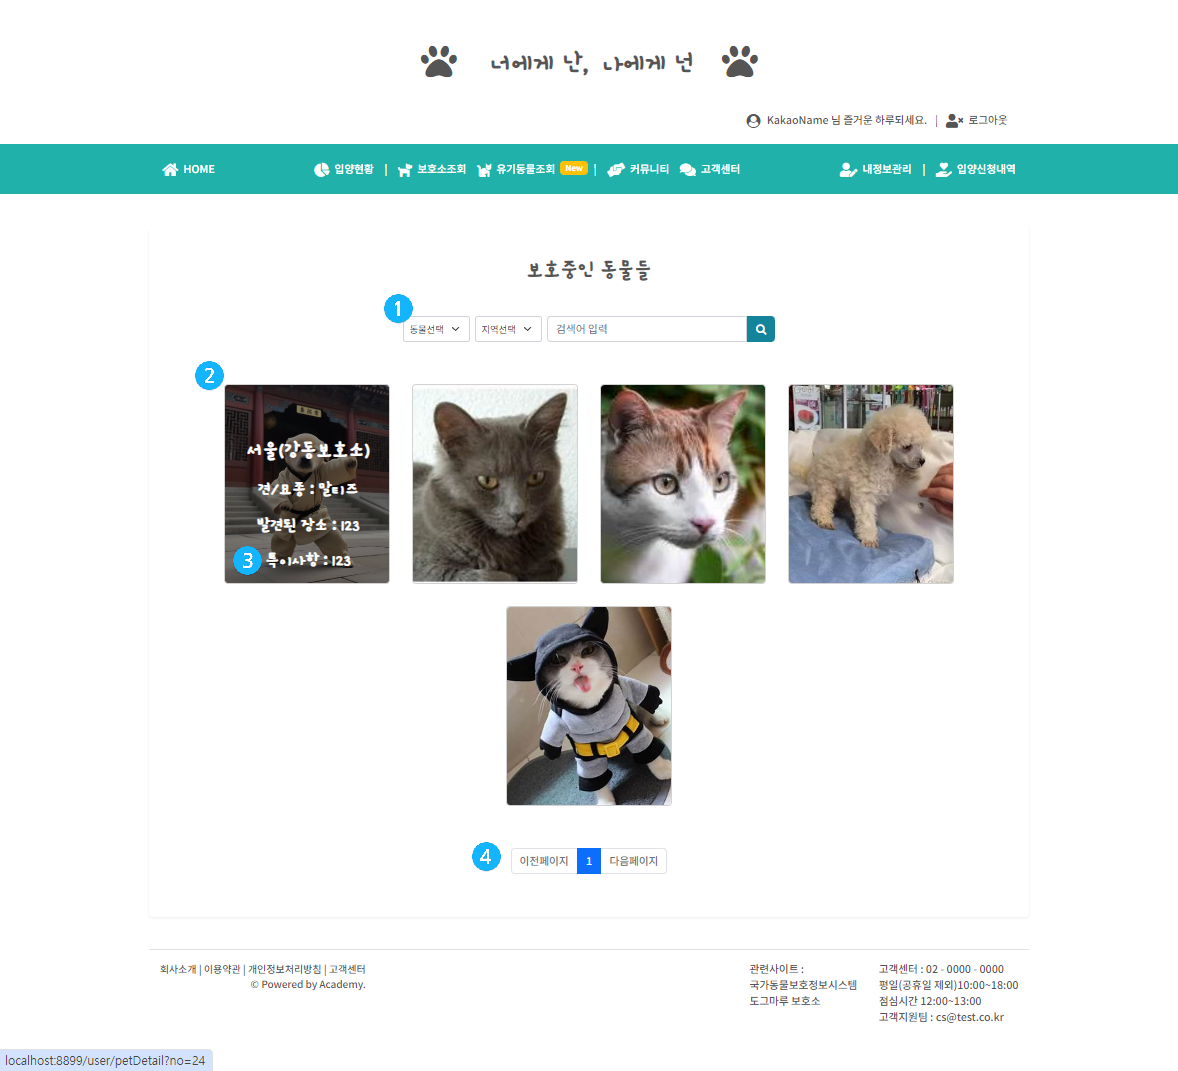 너에게 난, 나에게 넌
KakaoName 님 즐거운 하루되세요. | 로그아웃
HOME 입양현황 | 보호소조회 유기동물조회 New | 커뮤니티 고객센터 내정보관리 | 입양신청내역
보호중인 동물들
1
동물선택 지역선택 검색어 입력
2
서울(강동보호소)
견/묘종 : 말티즈
발견된 장소 : 123
3 특이사항 : 123
4 이전페이지 1 다음페이지
회사소개 | 이용약관 | 개인정보처리방침 | 고객센터
© Powered by Academy.
관련사이트 :
국가동물보호정보시스템
도그마루 보호소
고객센터 : 02 - 0000 - 0000
평일(공휴일 제외)10:00~18:00
점심시간 12:00~13:00
고객지원팀 : cs@test.co.kr
localhost:8899/user/petDetail?no=24